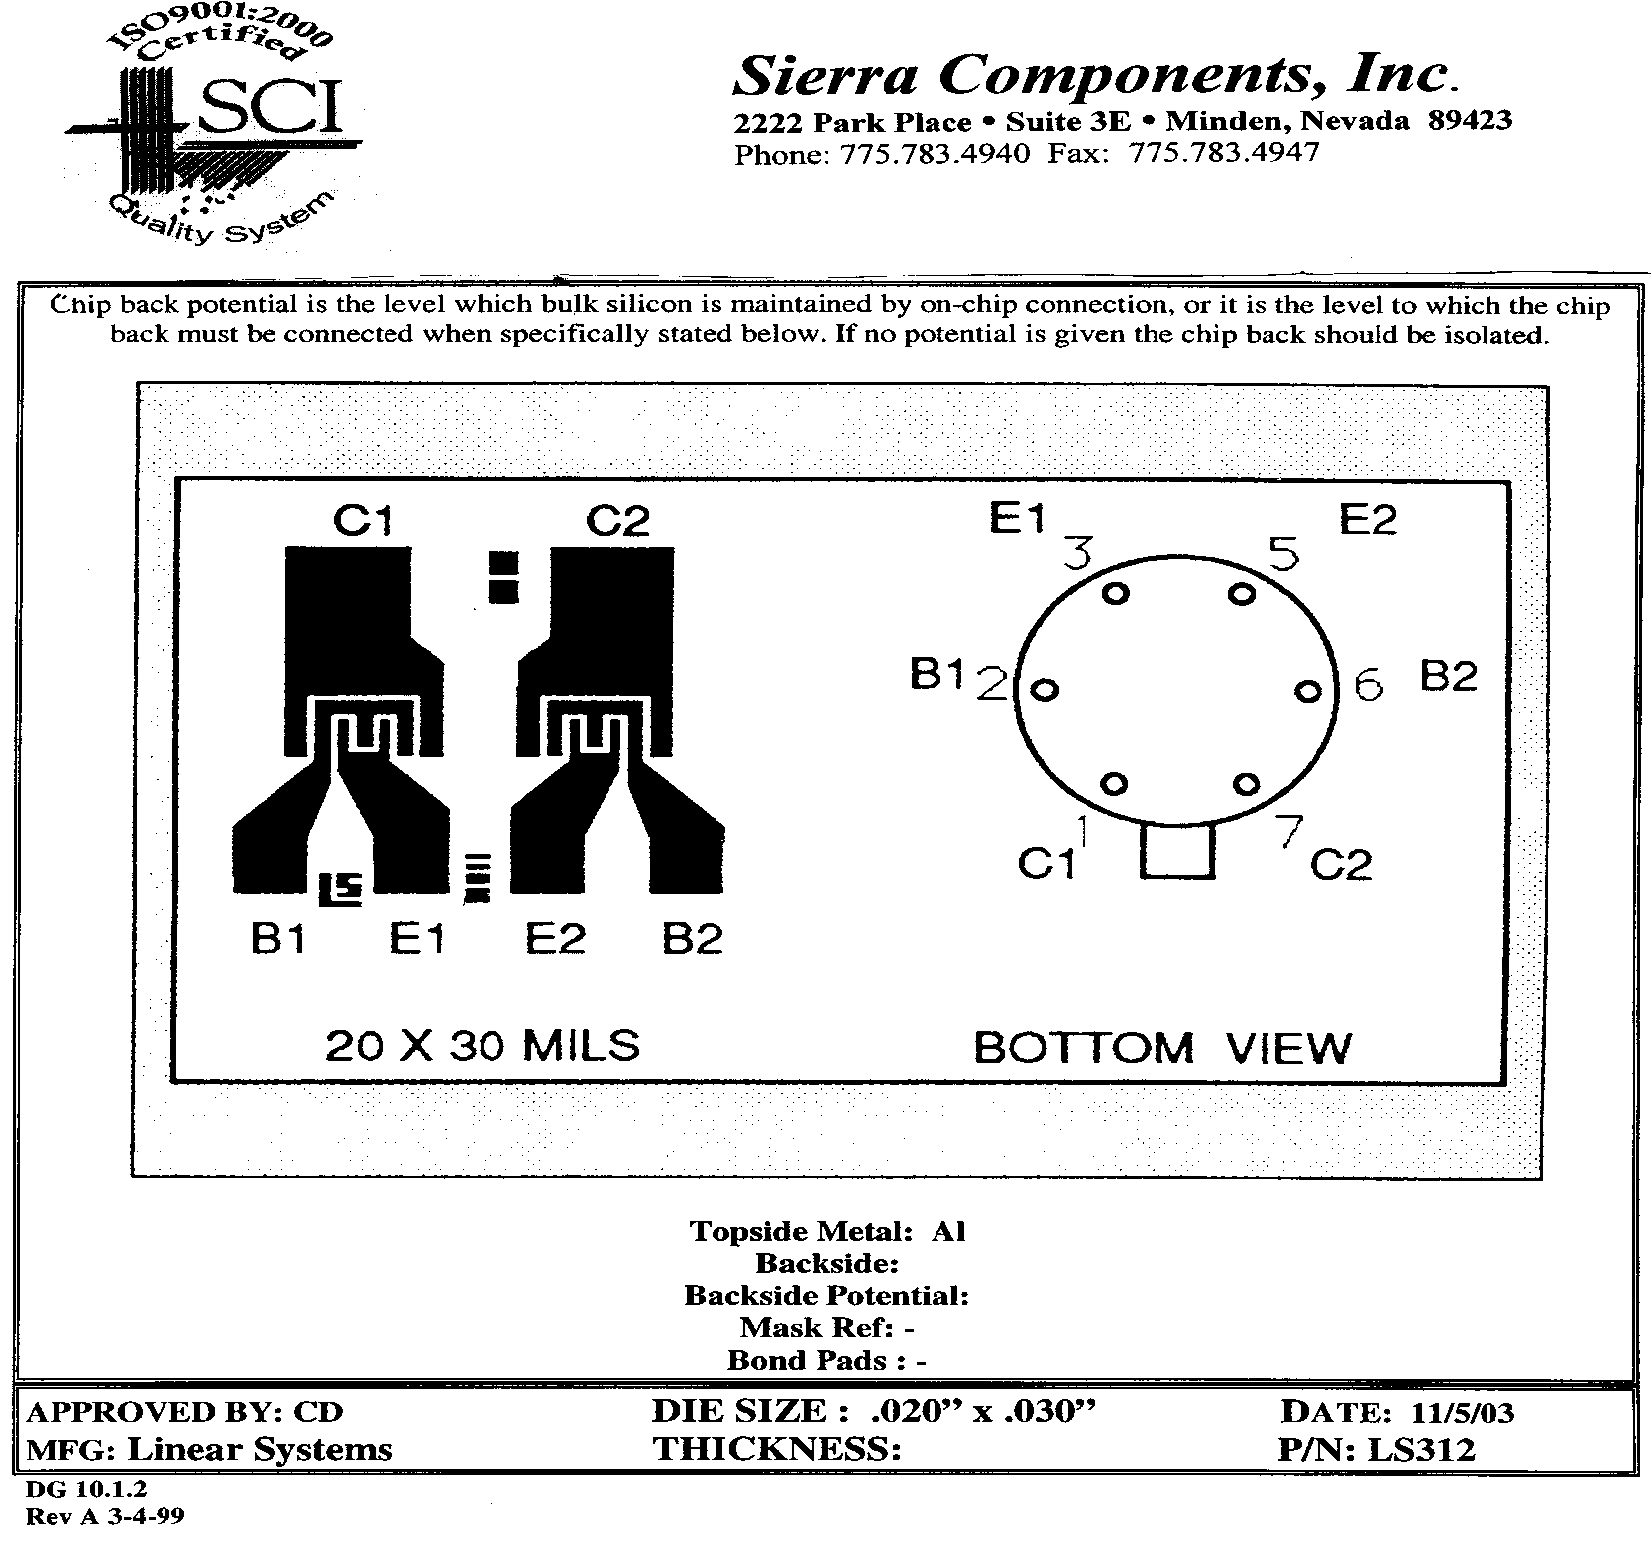 ISO9001:2000
Certified
SCI
Quality System
Sierra Components, Inc.
2222 Park Place • Suite 3E • Minden, Nevada 89423
Phone: 775.783.4940 Fax: 775.783.4947
Chip back potential is the level which bulk silicon is maintained by on-chip connection, or it is the level to which the chip
back must be connected when specifically stated below. If no potential is given the chip back should be isolated.
C1 C2
E1 E2
3 5
B1 2 6 B2
1 7
C1 C2
LS
B1 E1 E2 B2
20 X 30 MILS
BOTTOM VIEW
Topside Metal: Al
Backside:
Backside Potential:
Mask Ref: -
Bond Pads : -
APPROVED BY: CD DIE SIZE : .020” x .030” DATE: 11/5/03
MFG: Linear Systems THICKNESS: P/N: LS312
DG 10.1.2
Rev A 3-4-99